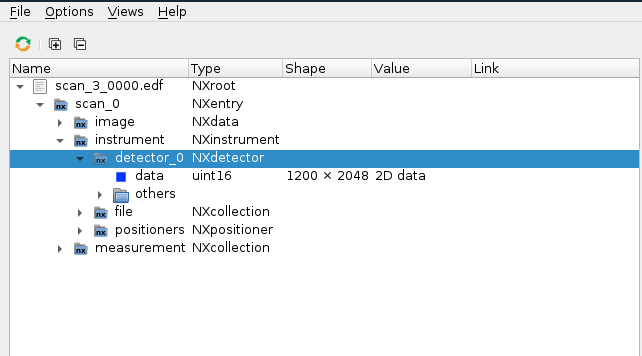 File Options Views Help
Name Type Shape Value Link
scan_3_0000.edf NXroot
nx scan_0 NXentry
nx image NXdata
nx instrument NXinstrument
nx detector_0 NXdetector
data uint16 1200 × 2048 2D data
others
nx file NXcollection
nx positioners NXpositioner
nx measurement NXcollection